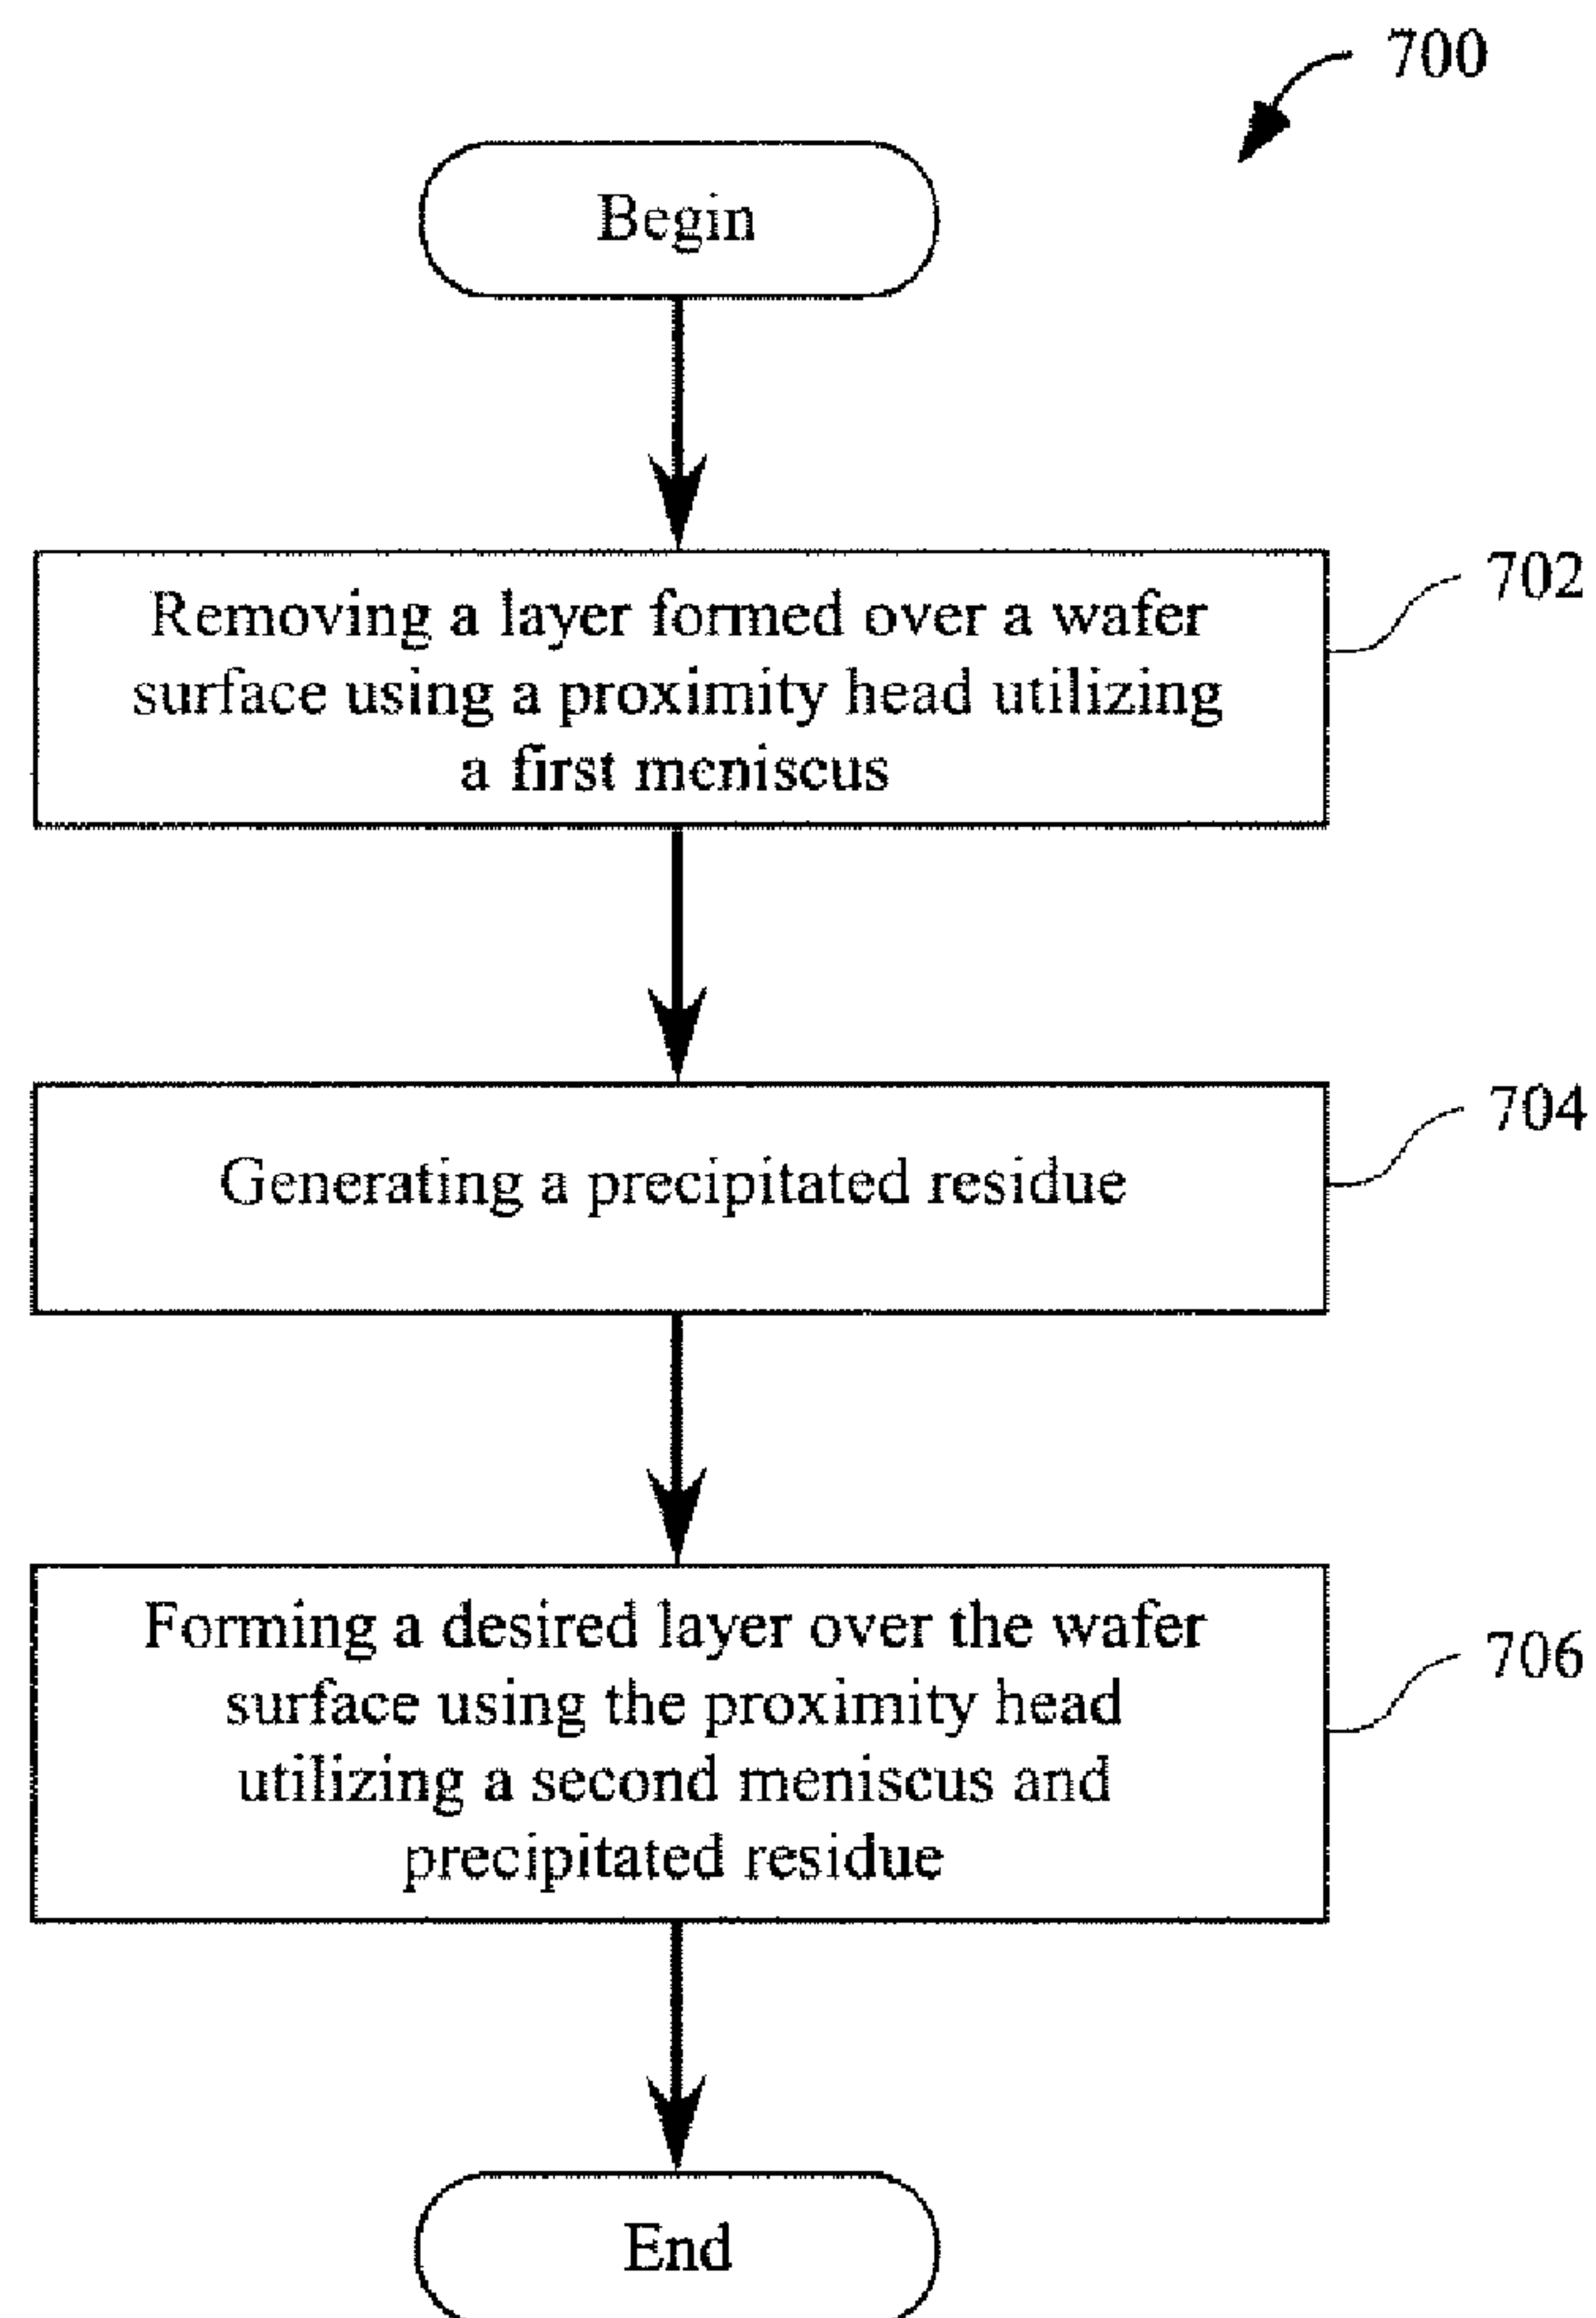 700
Begin
Removing a layer formed over a wafer
surface using a proximity head utilizing
a first meniscus
702
Generating a precipitated residue
704
Forming a desired layer over the wafer
surface using the proximity head
utilizing a second meniscus and
precipitated residue
706
End